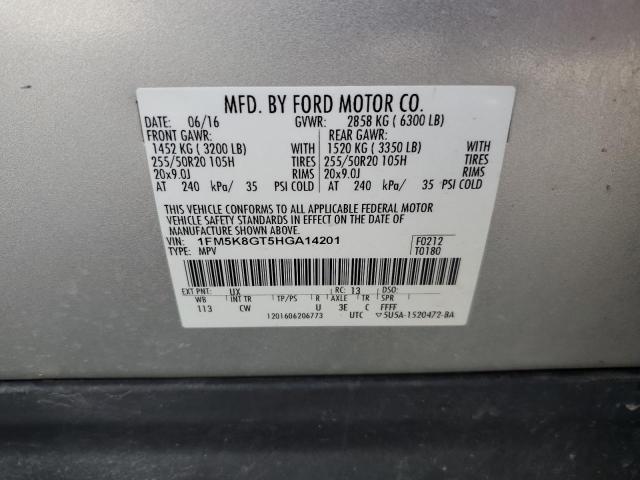 MFD. BY FORD MOTOR CO.
DATE: 06/16 GVWR: 2858 KG ( 6300 LB)
FRONT GAWR: REAR GAWR:
1452 KG ( 3200 LB) WITH 1520 KG ( 3350 LB) WITH
255/50R20 105H TIRES 255/50R20 105H TIRES
20x9.0J RIMS 20x9.0J RIMS
AT 240 kPa/ 35 PSI COLD AT 240 kPa/ 35 PSI COLD
THIS VEHICLE CONFORMS TO ALL APPLICABLE FEDERAL MOTOR
VEHICLE SAFETY STANDARDS IN EFFECT ON THE DATE OF
MANUFACTURE SHOWN ABOVE.
VIN: 1FM5K8GT5HGA14201 F0212
TYPE: MPV T0180
EXT PNT: UX RC: 13 DSO:
WB INT TR TP/PS R AXLE TR SPR
113 CW U 3E C FFFF
1201606206773 UTC ▽5U5A-1520472-BA